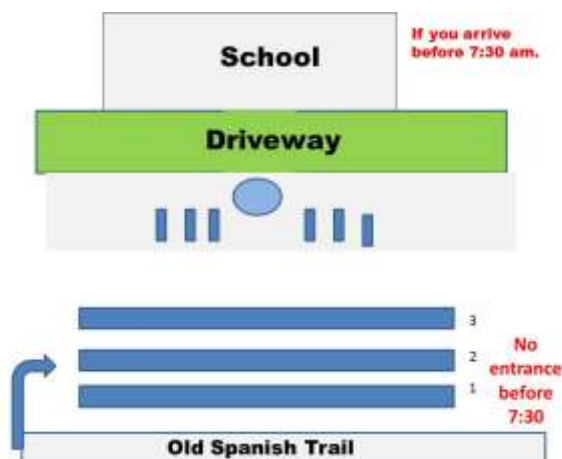 School
If you arrive
before 7:30 am.
Driveway
3
2
1
No
entrance
before
7:30
Old Spanish Trail